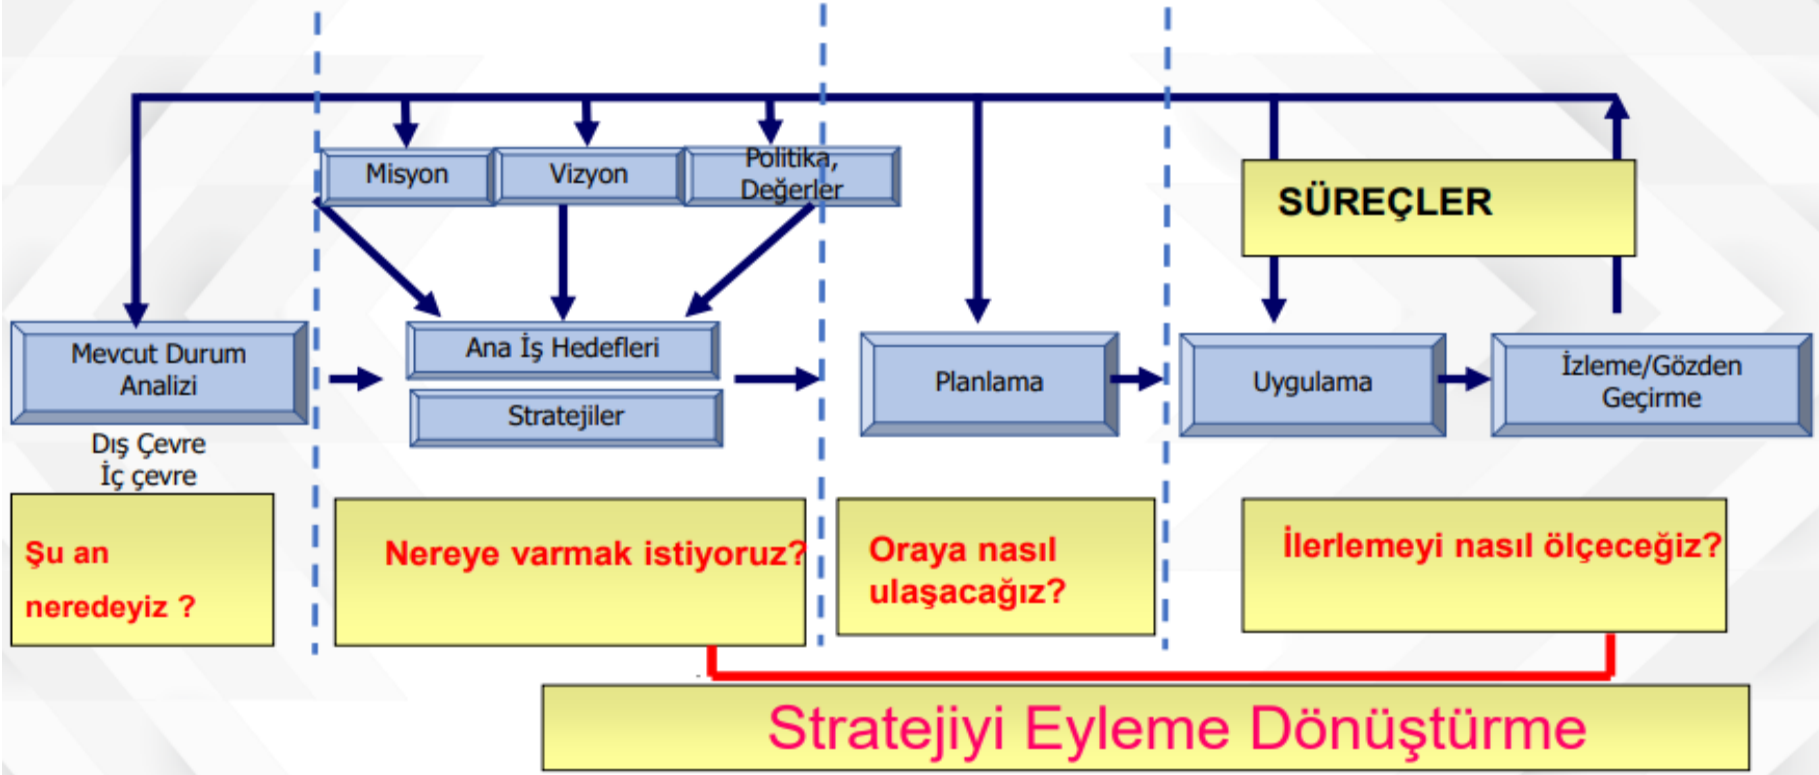 Misyon
Vizyon
Politika,
Değerler
SÜREÇLER
Mevcut Durum
Analizi
Dış Çevre
İç çevre
Ana İş Hedefleri
Stratejiler
Planlama
Uygulama
İzleme/Gözden
Geçirme
Şu an
neredeyiz ?
Nereye varmak istiyoruz?
Oraya nasıl
ulaşacağız?
İlerlemeyi nasıl ölçeceğiz?
Stratejiyi Eyleme Dönüştürme